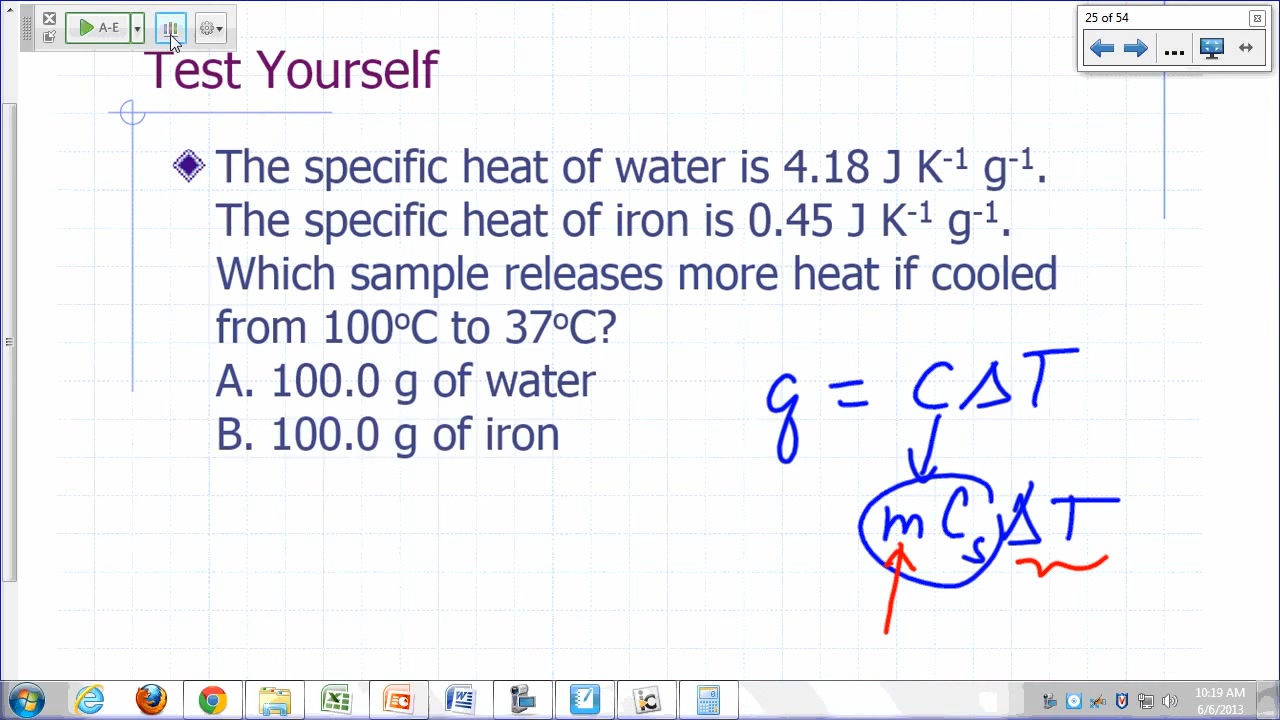 A-E
25 of 54
...
Test Yourself
The specific heat of water is 4.18 J K-1 g-1.
The specific heat of iron is 0.45 J K-1 g-1.
Which sample releases more heat if cooled
from 100oC to 37oC?
A. 100.0 g of water
B. 100.0 g of iron
q = C Δ T
m Cs Δ T
10:19 AM
6/6/2013